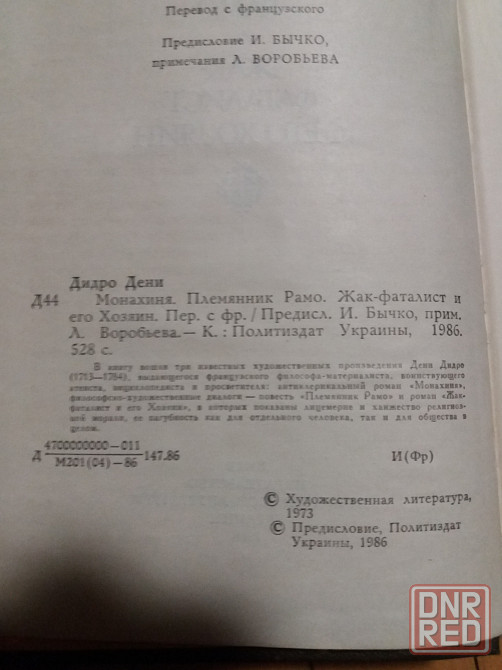 Перевод с французского
Предисловие И. БЫЧКО,
примечания Л. ВОРОБЬЕВА
Дидро Дени
Д44 Монахиня. Племянник Рамо. Жак-фаталист и
его Хозяин. Пер. с фр. / Предисл. И. Бычко, прим.
Л. Воробьева.— К.: Политиздат Украины, 1986.
528 с.
В книгу вошли три известных художественных произведения Дени Дидро
(1713—1784), выдающегося французского философа-материалиста, воинствующего
атеиста, энциклопедиста и просветителя: антиклерикальный роман «Монахиня»,
философско-художественные диалоги — повесть «Племянник Рамо» и роман «Жак-
фаталист и его Хозяин», в которых показаны лицемерие и ханжество религиоз-
ной морали, ее пагубность как для отдельного человека, так и для общества в
целом.
Д 4700000000—011
М201(04)—86 147.86 И(Фр)
© Художественная литература,
1973
© Предисловие, Политиздат
Украины, 1986
DNR
RED